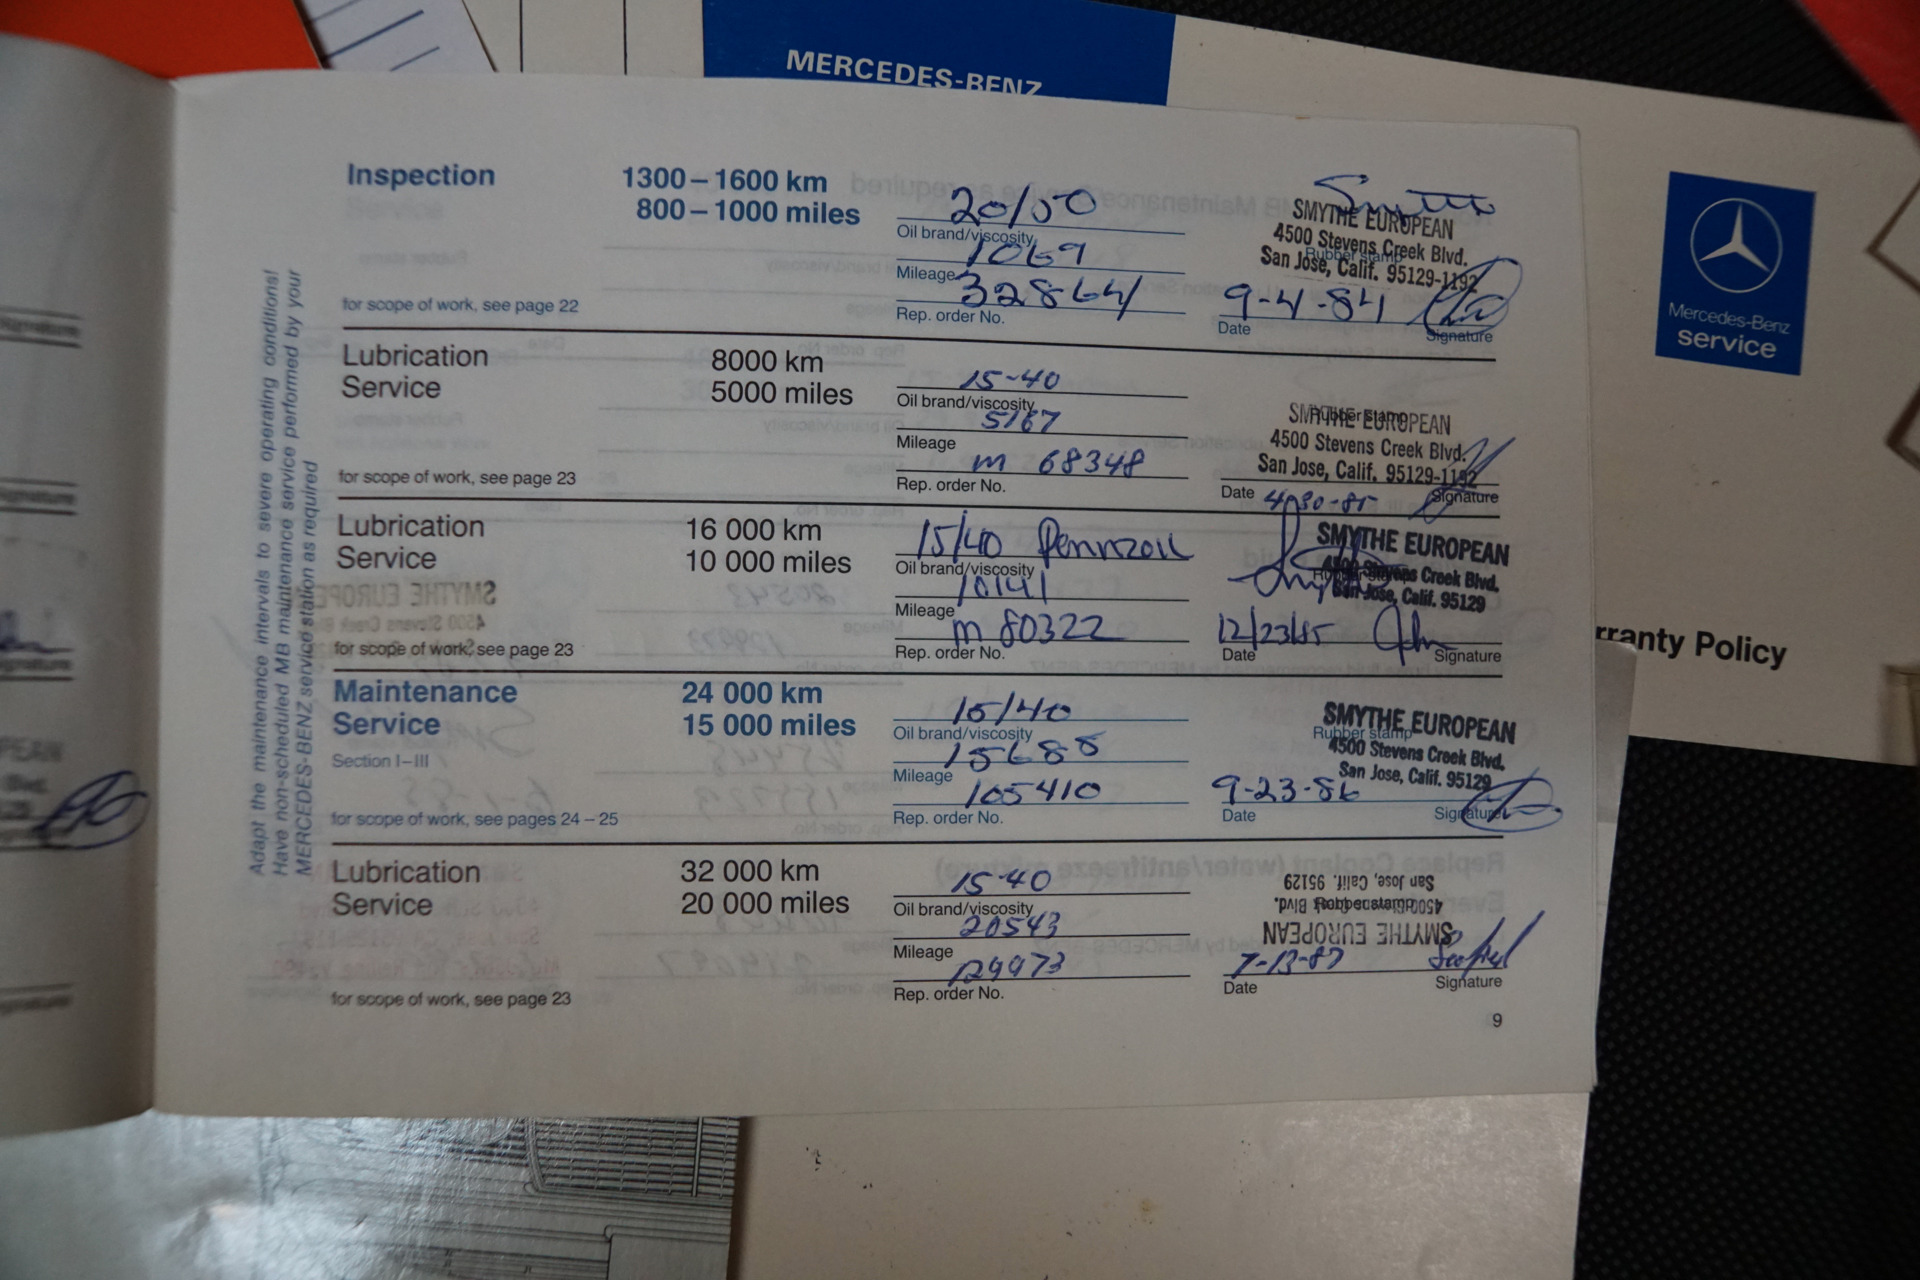 MERCEDES-BENZ
Mercedes-Benz
service
rranty Policy
Adapt the maintenance intervals to severe operating conditions!
Have non-scheduled MB maintenance service performed by your
MERCEDES-BENZ service station as required
Inspection
1300–1600 km
800–1000 miles
for scope of work, see page 22
20/50
Oil brand/viscosity
1069
Mileage
32864
Rep. order No.
Smythe
SMYTHE EUROPEAN
4500 Stevens Creek Blvd.
Rubber stamp
San Jose, Calif. 95129-1192
9-4-84
Date
Signature
Lubrication
Service
8000 km
5000 miles
for scope of work, see page 23
15-40
Oil brand/viscosity
5167
Mileage
m 68348
Rep. order No.
SMYTHE EUROPEAN
Rubber stamp
4500 Stevens Creek Blvd.
San Jose, Calif. 95129-1192
Date 4-30-85
Signature
Lubrication
Service
16 000 km
10 000 miles
for scope of work, see page 23
15/40 Pennzoil
Oil brand/viscosity
10141
Mileage
m 80322
Rep. order No.
SMYTHE EUROPEAN
4500 Stevens Creek Blvd.
San Jose, Calif. 95129
12/23/85
Date
Signature
Maintenance
Service
Section I–III
24 000 km
15 000 miles
for scope of work, see pages 24 – 25
15/40
Oil brand/viscosity
15688
Mileage
105410
Rep. order No.
SMYTHE EUROPEAN
Rubber stamp
4500 Stevens Creek Blvd.
San Jose, Calif. 95129
9-23-86
Date
Signature
Lubrication
Service
32 000 km
20 000 miles
for scope of work, see page 23
15-40
Oil brand/viscosity
20543
Mileage
129973
Rep. order No.
SMYTHE EUROPEAN
4500 Stevens Creek Blvd.
San Jose, Calif. 95129
7-13-87
Date
Signature
9